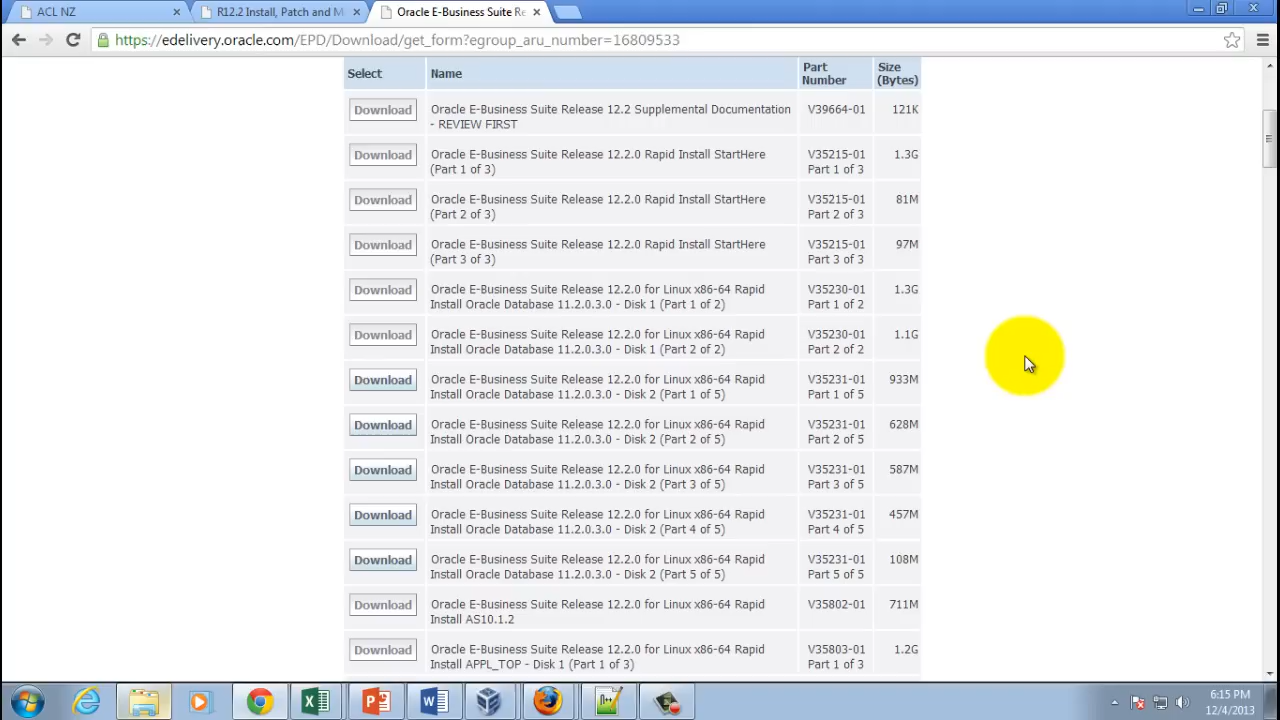 ACL NZ
R12.2 Install, Patch and M
Oracle E-Business Suite Re
https://edelivery.oracle.com/EPD/Download/get_form?egroup_aru_number=16809533
Select
Name
Part
Number
Size
(Bytes)
Download
Oracle E-Business Suite Release 12.2 Supplemental Documentation
- REVIEW FIRST
V39664-01
121K
Download
Oracle E-Business Suite Release 12.2.0 Rapid Install StartHere
(Part 1 of 3)
V35215-01
Part 1 of 3
1.3G
Download
Oracle E-Business Suite Release 12.2.0 Rapid Install StartHere
(Part 2 of 3)
V35215-01
Part 2 of 3
81M
Download
Oracle E-Business Suite Release 12.2.0 Rapid Install StartHere
(Part 3 of 3)
V35215-01
Part 3 of 3
97M
Download
Oracle E-Business Suite Release 12.2.0 for Linux x86-64 Rapid
Install Oracle Database 11.2.0.3.0 - Disk 1 (Part 1 of 2)
V35230-01
Part 1 of 2
1.3G
Download
Oracle E-Business Suite Release 12.2.0 for Linux x86-64 Rapid
Install Oracle Database 11.2.0.3.0 - Disk 1 (Part 2 of 2)
V35230-01
Part 2 of 2
1.1G
Download
Oracle E-Business Suite Release 12.2.0 for Linux x86-64 Rapid
Install Oracle Database 11.2.0.3.0 - Disk 2 (Part 1 of 5)
V35231-01
Part 1 of 5
933M
Download
Oracle E-Business Suite Release 12.2.0 for Linux x86-64 Rapid
Install Oracle Database 11.2.0.3.0 - Disk 2 (Part 2 of 5)
V35231-01
Part 2 of 5
628M
Download
Oracle E-Business Suite Release 12.2.0 for Linux x86-64 Rapid
Install Oracle Database 11.2.0.3.0 - Disk 2 (Part 3 of 5)
V35231-01
Part 3 of 5
587M
Download
Oracle E-Business Suite Release 12.2.0 for Linux x86-64 Rapid
Install Oracle Database 11.2.0.3.0 - Disk 2 (Part 4 of 5)
V35231-01
Part 4 of 5
457M
Download
Oracle E-Business Suite Release 12.2.0 for Linux x86-64 Rapid
Install Oracle Database 11.2.0.3.0 - Disk 2 (Part 5 of 5)
V35231-01
Part 5 of 5
108M
Download
Oracle E-Business Suite Release 12.2.0 for Linux x86-64 Rapid
Install AS10.1.2
V35802-01
711M
Download
Oracle E-Business Suite Release 12.2.0 for Linux x86-64 Rapid
Install APPL_TOP - Disk 1 (Part 1 of 3)
V35803-01
Part 1 of 3
1.2G
6:15 PM
12/4/2013